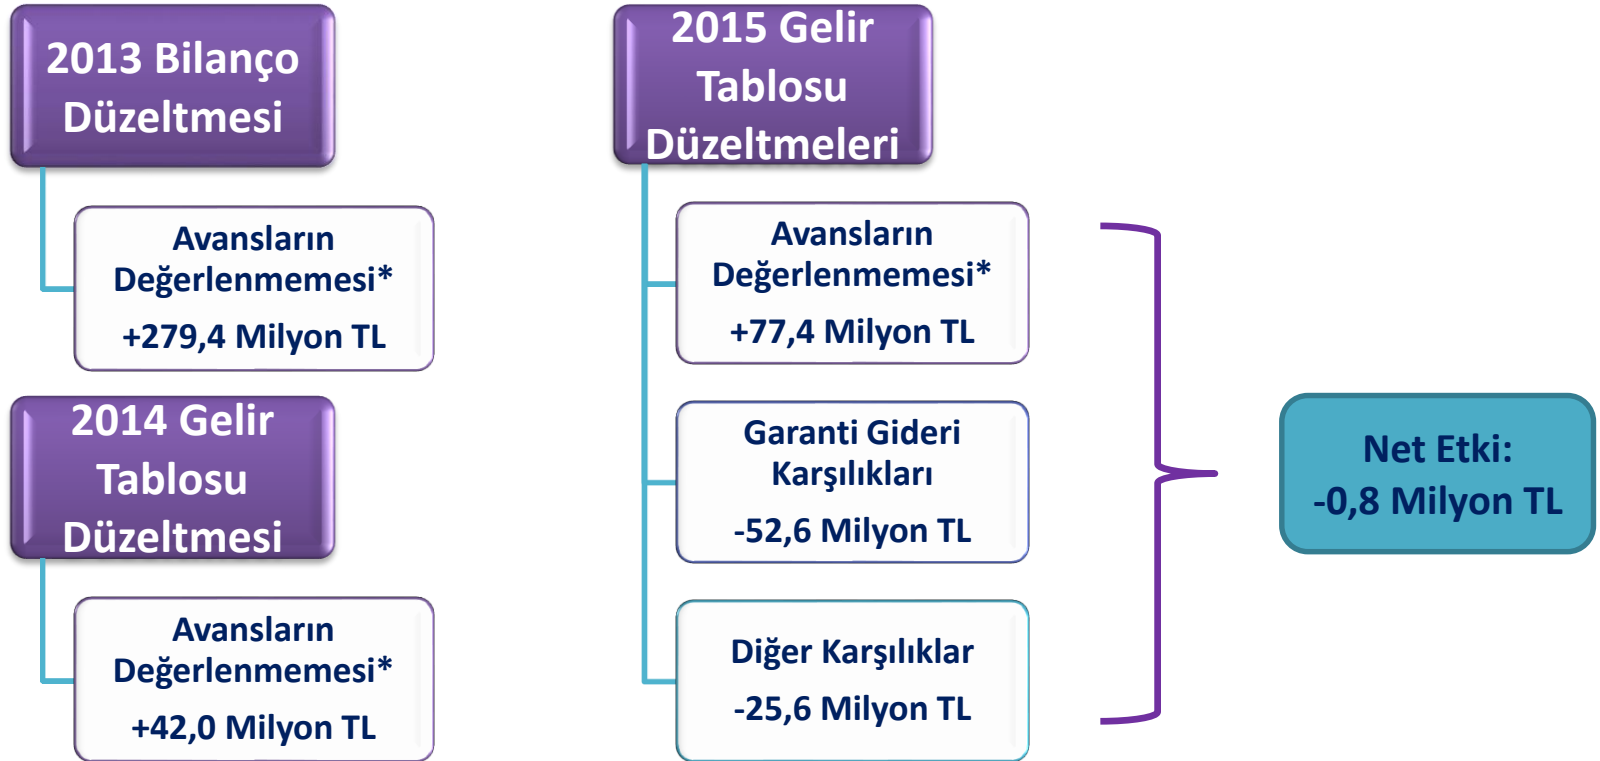 2013 Bilanço
Düzeltmesi
Avansların
Değerlenmemesi*
+279,4 Milyon TL
2014 Gelir
Tablosu
Düzeltmesi
Avansların
Değerlenmemesi*
+42,0 Milyon TL
2015 Gelir
Tablosu
Düzeltmeleri
Avansların
Değerlenmemesi*
+77,4 Milyon TL
Garanti Gideri
Karşılıkları
-52,6 Milyon TL
Diğer Karşılıklar
-25,6 Milyon TL
Net Etki:
-0,8 Milyon TL